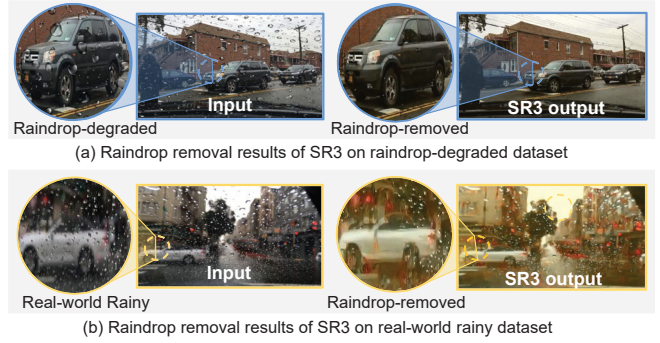 Input
SR3 output
Raindrop-degraded
Raindrop-removed
(a) Raindrop removal results of SR3 on raindrop-degraded dataset
Input
SR3 output
Real-world Rainy
Raindrop-removed
(b) Raindrop removal results of SR3 on real-world rainy dataset